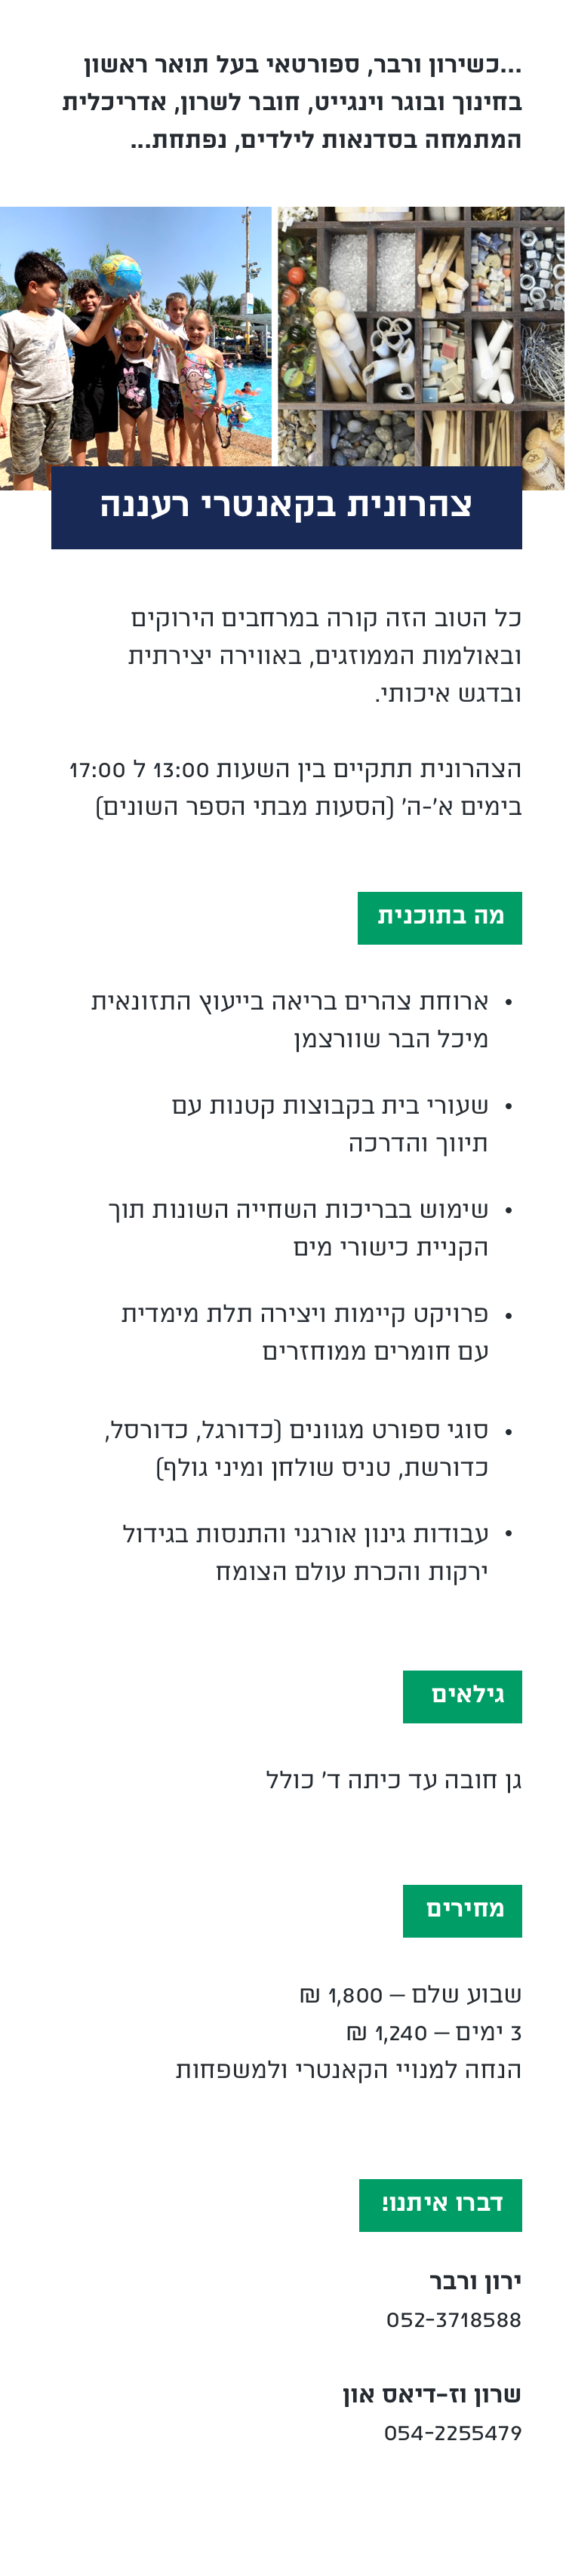 ...כשירון ורבר, ספורטאי בעל תואר ראשון
בחינוך ובוגר וינגייט, חובר לשרון, אדריכלית
המתמחה בסדנאות לילדים, נפתחת...
צהרונית בקאנטרי רעננה
כל הטוב הזה קורה במרחבים הירוקים
ובאולמות הממוזגים, באווירה יצירתית
ובדגש איכותי.
הצהרונית תתקיים בין השעות 13:00 ל 17:00
בימים א'-ה' (הסעות מבתי הספר השונים)
מה בתוכנית
• ארוחת צהרים בריאה בייעוץ התזונאית
מיכל הבר שוורצמן
• שעורי בית בקבוצות קטנות עם
תיווך והדרכה
• שימוש בבריכות השחייה השונות תוך
הקניית כישורי מים
• פרויקט קיימות ויצירה תלת מימדית
עם חומרים ממוחזרים
• סוגי ספורט מגוונים (כדורגל, כדורסל,
כדורשת, טניס שולחן ומיני גולף)
• עבודות גינון אורגני והתנסות בגידול
ירקות והכרת עולם הצומח
גילאים
גן חובה עד כיתה ד' כולל
מחירים
שבוע שלם – 1,800 ₪
3 ימים – 1,240 ₪
הנחה למנויי הקאנטרי ולמשפחות
דברו איתנו!
ירון ורבר
052-3718588
שרון וז-דיאס און
054-2255479